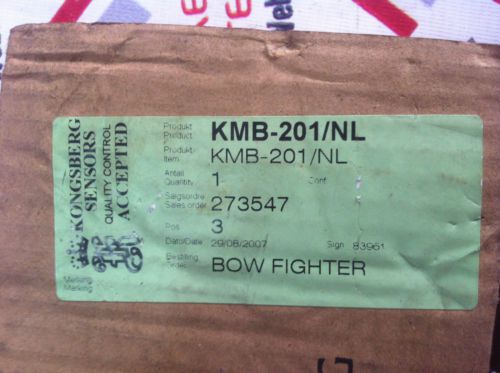 KONGSBERG
SENSORS
QUALITY CONTROL
ACCEPTED
Merking
Marking
Produkt
Product KMB-201/NL
Produkt
Item KMB-201/NL
Antall
Quantity 1 Conf
Salgsordre
Sales order 273547
Pos 3
Dato/Date 29/08/2007 Sign 83961
Bestilling
Order BOW FIGHTER